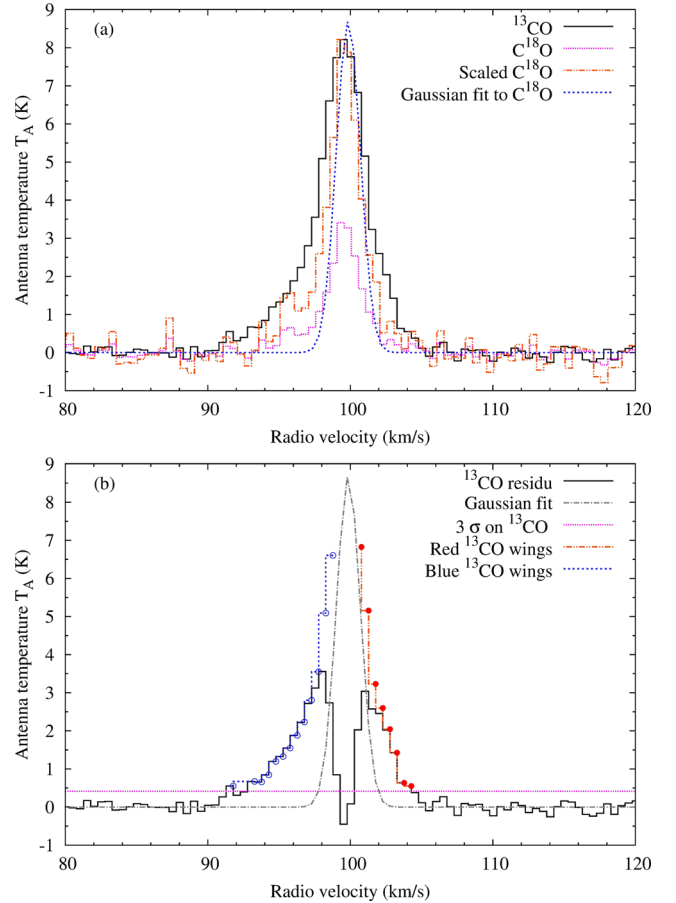 (a)
¹³CO
C¹⁸O
Scaled C¹⁸O
Gaussian fit to C¹⁸O
Antenna temperature T_A (K)
9
8
7
6
5
4
3
2
1
0
-1
80 90 100 110 120
Radio velocity (km/s)
(b)
¹³CO residu
Gaussian fit
3 σ on ¹³CO
Red ¹³CO wings
Blue ¹³CO wings
Antenna temperature T_A (K)
9
8
7
6
5
4
3
2
1
0
-1
80 90 100 110 120
Radio velocity (km/s)